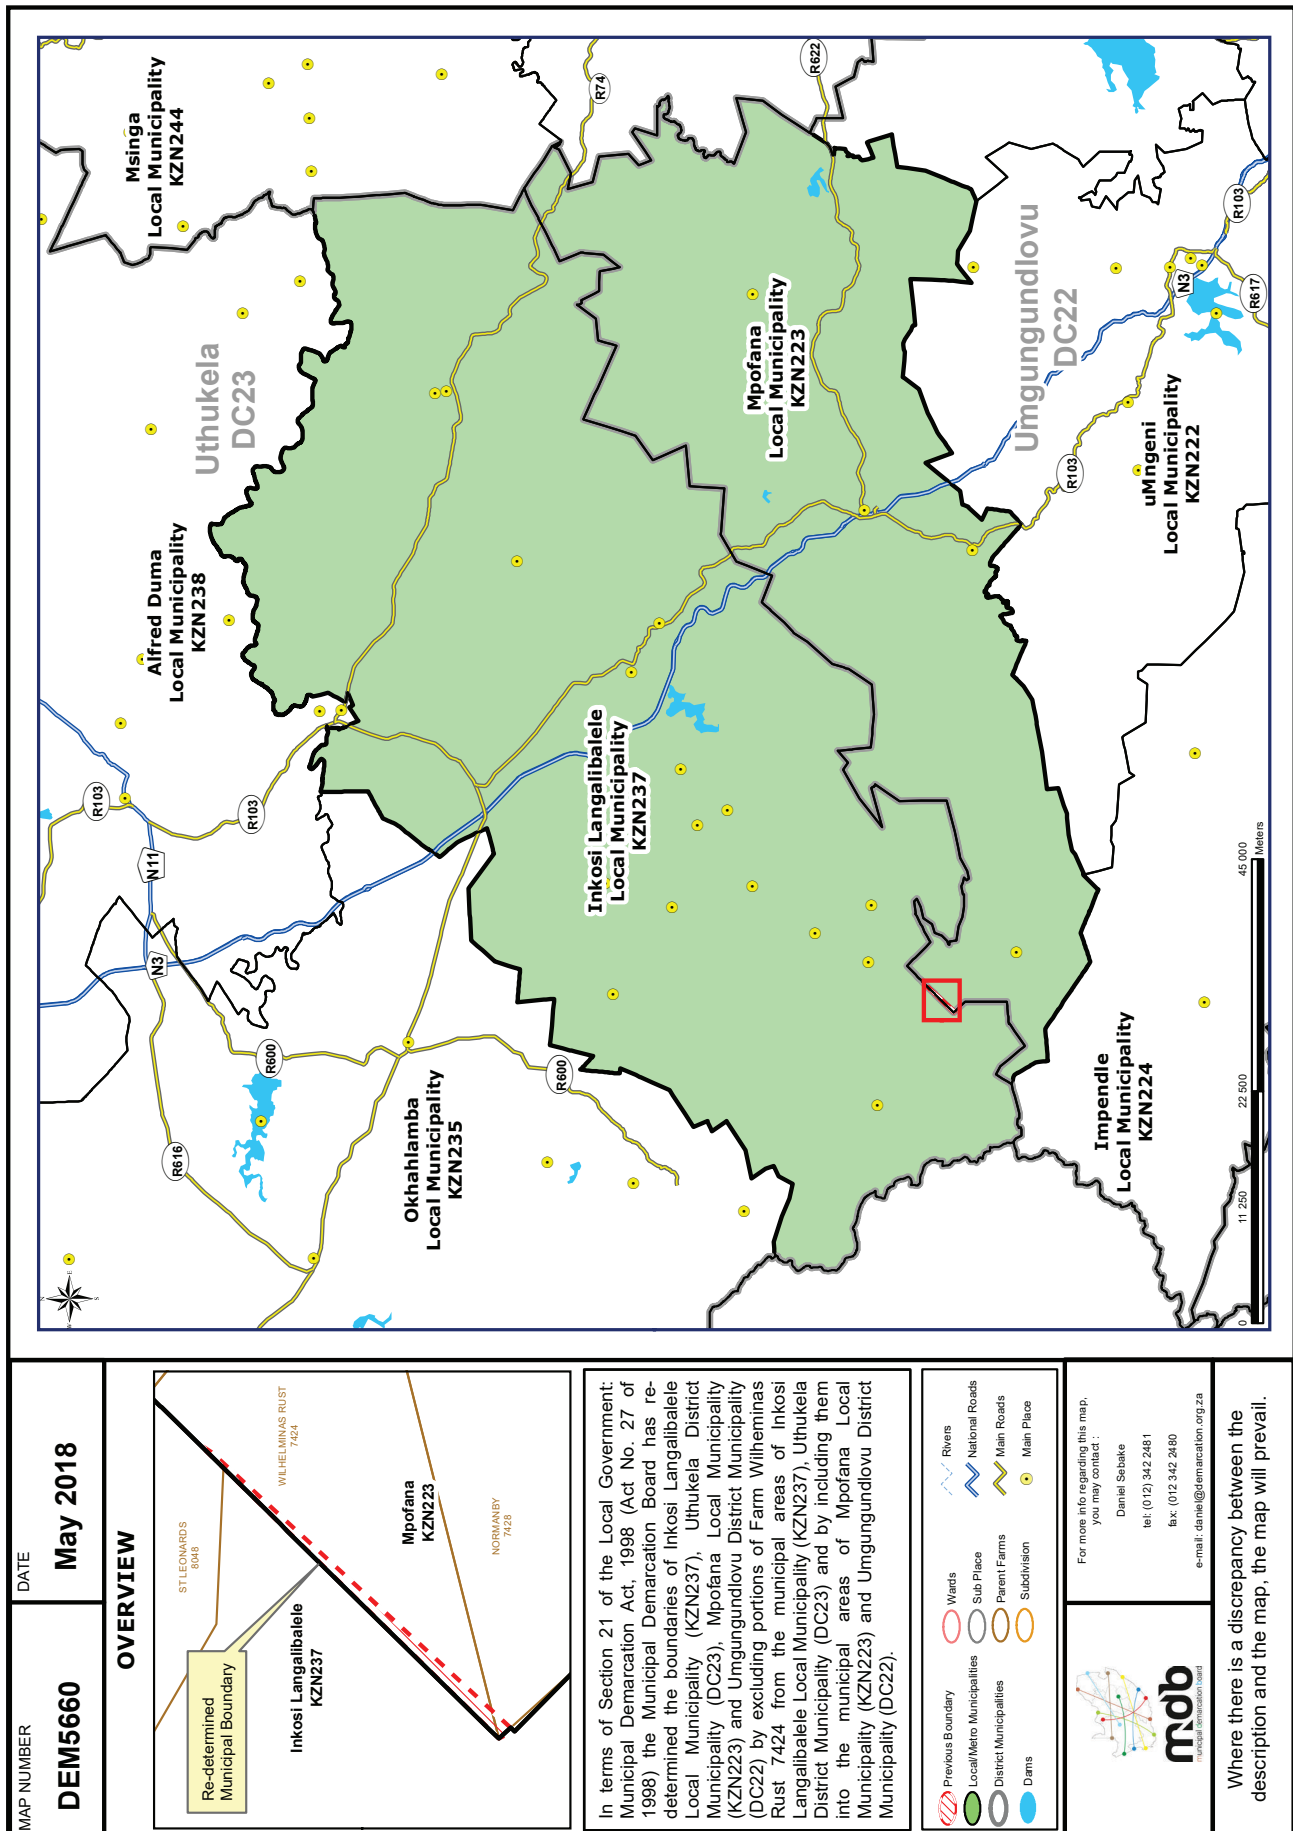 MAP NUMBER
DEM5660
DATE
May 2018
OVERVIEW
ST LEONARDS
8048
WILHELMINAS RUST
7424
Re-determined
Municipal Boundary
Inkosi Langalibalele
KZN237
Mpofana
KZN223
NORMANBY
7428
In terms of Section 21 of the Local Government:
Municipal Demarcation Act, 1998 (Act No. 27 of
1998) the Municipal Demarcation Board has re-
determined the boundaries of Inkosi Langalibalele
Local Municipality (KZN237), Uthukela District
Municipality (DC23), Mpofana Local Municipality
(KZN223) and Umgungundlovu District Municipality
(DC22) by excluding portions of Farm Wilheminas
Rust 7424 from the municipal areas of Inkosi
Langalibalele Local Municipality (KZN237), Uthukela
District Municipality (DC23) and by including them
into the municipal areas of Mpofana Local
Municipality (KZN223) and Umgungundlovu District
Municipality (DC22).
Previous Boundary
Local/Metro Municipalities
District Municipalities
Dams
Wards
Sub Place
Parent Farms
Subdivision
Rivers
National Roads
Main Roads
Main Place
mdb
municipal demarcation board
For more info regarding this map,
you may contact :
Daniel Sebake
tel: (012) 342 2481
fax: (012 342 2480
e-mail: daniel@demarcation.org.za
Where there is a discrepancy between the
description and the map, the map will prevail.
N
E
S
W
Msinga
Local Municipality
KZN244
Uthukela
DC23
Alfred Duma
Local Municipality
KZN238
R103
N11
R103
N3
R616
R600
R600
R74
R622
Okhahlamba
Local Municipality
KZN235
Inkosi Langalibalele
Local Municipality
KZN237
Mpofana
Local Municipality
KZN223
Umgungundlovu
DC22
R103
N3
R617
R103
uMngeni
Local Municipality
KZN222
Impendle
Local Municipality
KZN224
0
11 250
22 500
45 000
Meters